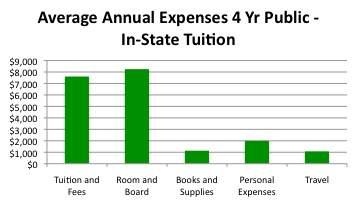 Average Annual Expenses 4 Yr Public -
In-State Tuition
$9,000
$8,000
$7,000
$6,000
$5,000
$4,000
$3,000
$2,000
$1,000
$0
Tuition and
Fees
Room and
Board
Books and
Supplies
Personal
Expenses
Travel